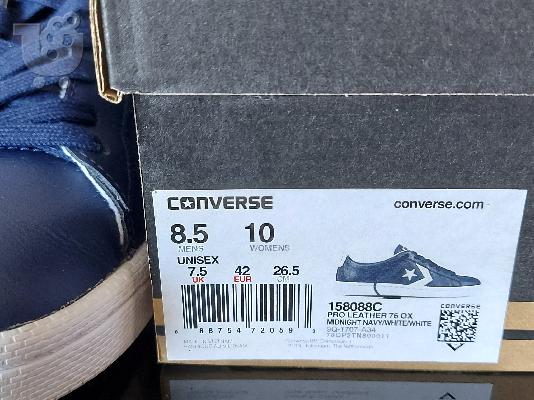 CONVERSE converse.com
8.5 10
MENS WOMENS
UNISEX
7.5 42 26.5
UK EUR CM
158088C
PRO LEATHER 76 OX
MIDNIGHT NAVY/WHITE/WHITE
CONVERSE